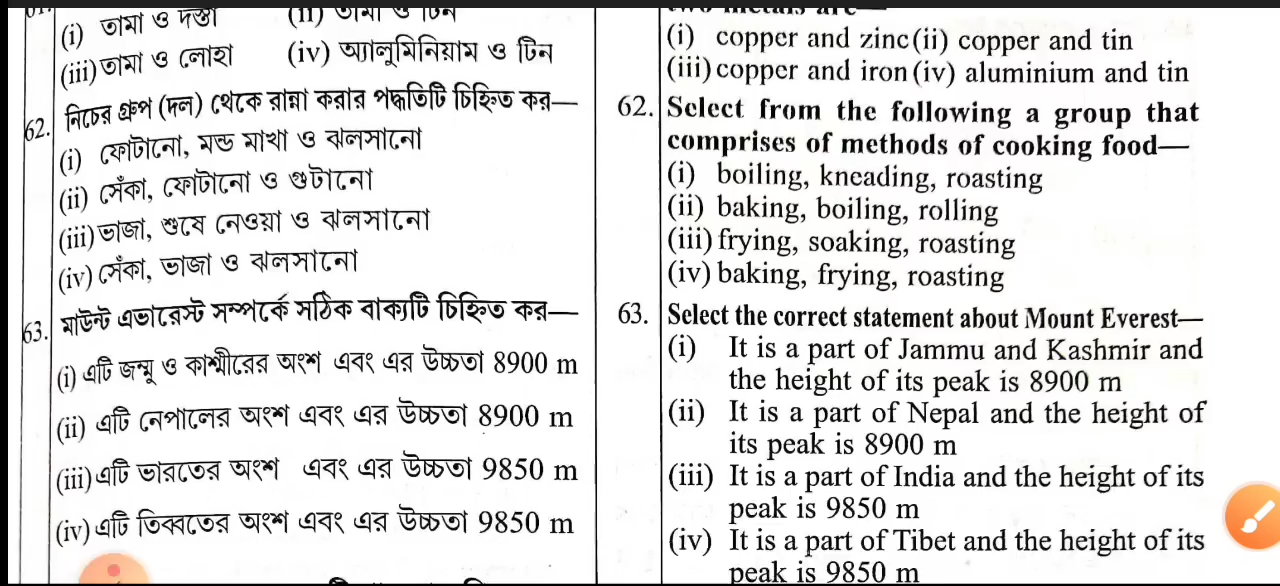 (i) তামা ও দস্তা
(iii) তামা ও লোহা (iv) অ্যালুমিনিয়াম ও টিন
62. নিচের গ্রুপ (দল) থেকে রান্না করার পদ্ধতিটি চিহ্নিত কর—
(i) ফোটানো, মন্ড মাখা ও ঝলসানো
(ii) সেঁকা, ফোটানো ও গুটানো
(iii) ভাজা, শুষে নেওয়া ও ঝলসানো
(iv) সেঁকা, ভাজা ও ঝলসানো
63. মাউন্ট এভারেস্ট সম্পর্কে সঠিক বাক্যটি চিহ্নিত কর—
(i) এটি জম্মু ও কাশ্মীরের অংশ এবং এর উচ্চতা 8900 m
(ii) এটি নেপালের অংশ এবং এর উচ্চতা 8900 m
(iii) এটি ভারতের অংশ এবং এর উচ্চতা 9850 m
(iv) এটি তিব্বতের অংশ এবং এর উচ্চতা 9850 m
(i) copper and zinc (ii) copper and tin
(iii) copper and iron (iv) aluminium and tin
62. Select from the following a group that
comprises of methods of cooking food—
(i) boiling, kneading, roasting
(ii) baking, boiling, rolling
(iii) frying, soaking, roasting
(iv) baking, frying, roasting
63. Select the correct statement about Mount Everest—
(i) It is a part of Jammu and Kashmir and
the height of its peak is 8900 m
(ii) It is a part of Nepal and the height of
its peak is 8900 m
(iii) It is a part of India and the height of its
peak is 9850 m
(iv) It is a part of Tibet and the height of its
peak is 9850 m